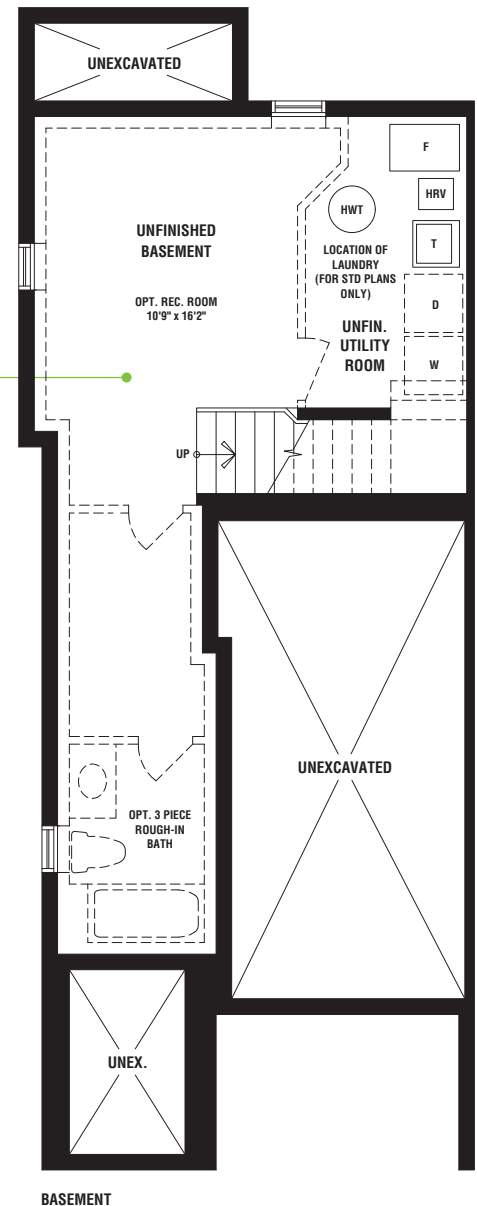 UNEXCAVATED
UNFINISHED
BASEMENT
OPT. REC. ROOM
10'9" x 16'2"
F
HRV
HWT
T
LOCATION OF
LAUNDRY
(FOR STD PLANS
ONLY)
D
UNFIN.
UTILITY
ROOM
W
UP
UNEXCAVATED
OPT. 3 PIECE
ROUGH-IN
BATH
UNEX.
BASEMENT